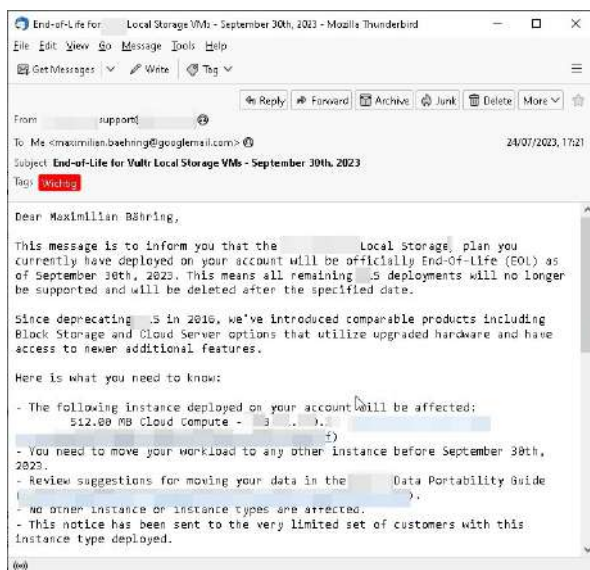 End-of-Life for Local Storage VMs - September 30th, 2023 - Mozilla Thunderbird
File Edit View Go Message Tools Help
Get Messages Write Tag
Reply Forward Archive Junk Delete More
From support
To Me <maximilian.baehring@googlemail.com> 24/07/2023, 17:21
Subject End-of-Life for Vultr Local Storage VMs - September 30th, 2023
Tags Wichtig
Dear Maximilian Bähring,
This message is to inform you that the Local Storage plan you
currently have deployed on your account will be officially End-Of-Life (EOL) as
of September 30th, 2023. This means all remaining .5 deployments will no longer
be supported and will be deleted after the specified date.
Since deprecating .5 in 2016, we've introduced comparable products including
Block Storage and Cloud Server options that utilize upgraded hardware and have
access to newer additional features.
Here is what you need to know:
- The following instance deployed on your account will be affected:
512.00 MB Cloud Compute -
- You need to move your workload to any other instance before September 30th,
2023.
- Review suggestions for moving your data in the Data Portability Guide
- No other instance or instance types are affected.
- This notice has been sent to the very limited set of customers with this
instance type deployed.